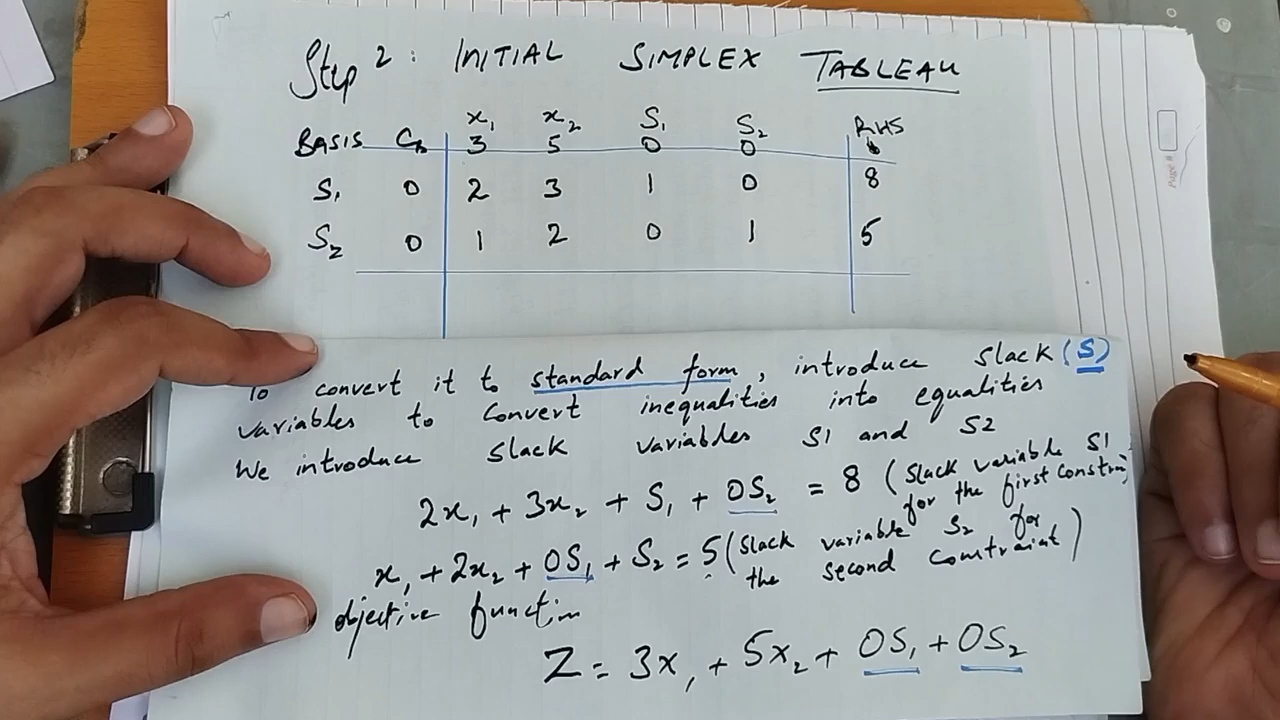 Step 2: INITIAL SIMPLEX TABLEAU
x₁ x₂ S₁ S₂ RHS
BASIS C_B 3 5 0 0 b
S₁ 0 2 3 1 0 8
S₂ 0 1 2 0 1 5
To convert it to standard form, introduce slack (S)
variables to convert inequalities into equalities
We introduce slack variables S1 and S2
2x₁ + 3x₂ + S₁ + 0S₂ = 8 (Slack variable S1
for the first
x₁ + 2x₂ + 0S₁ + S₂ = 5 (Slack variable S₂ for
the second constraint)
objective function
Z = 3x₁ + 5x₂ + 0S₁ + 0S₂
Page #